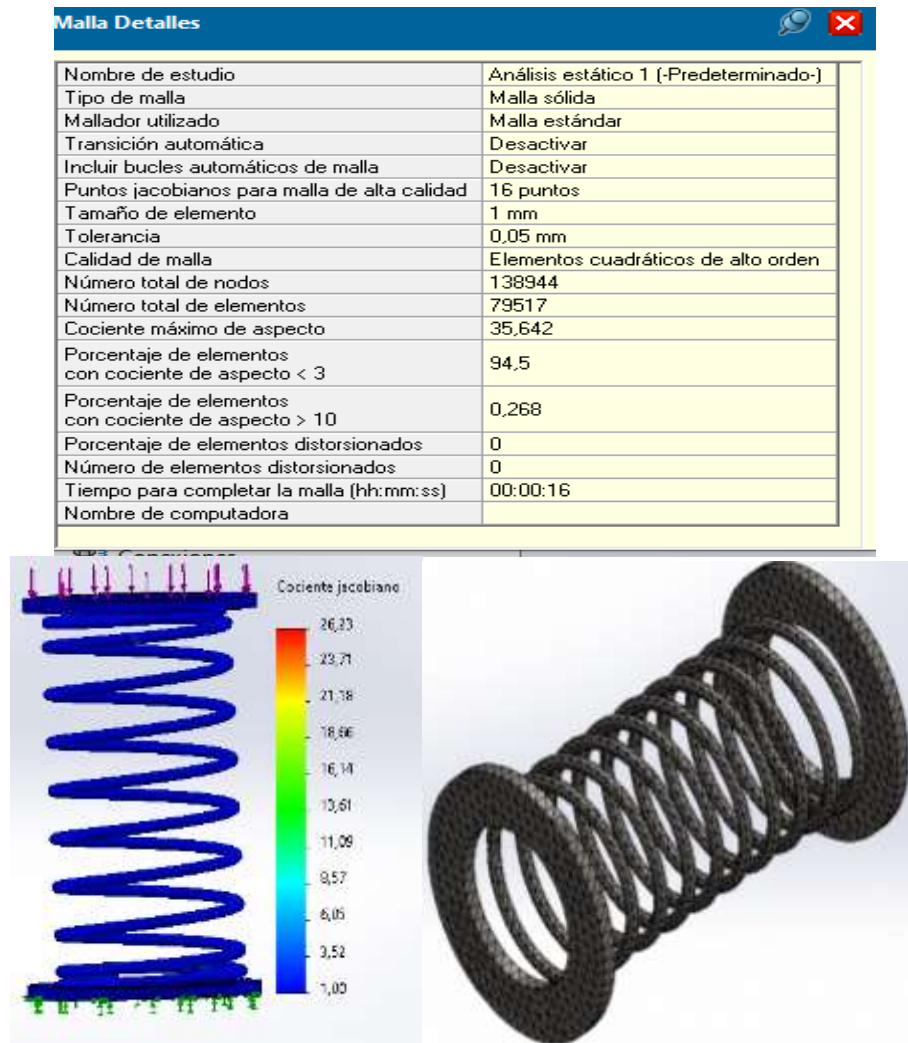 Malla Detalles
Nombre de estudio Análisis estático 1 (-Predeterminado-)
Tipo de malla Malla sólida
Mallador utilizado Malla estándar
Transición automática Desactivar
Incluir bucles automáticos de malla Desactivar
Puntos jacobianos para malla de alta calidad 16 puntos
Tamaño de elemento 1 mm
Tolerancia 0,05 mm
Calidad de malla Elementos cuadráticos de alto orden
Número total de nodos 138944
Número total de elementos 79517
Cociente máximo de aspecto 35,642
Porcentaje de elementos
con cociente de aspecto < 3 94,5
Porcentaje de elementos
con cociente de aspecto > 10 0,268
Porcentaje de elementos distorsionados 0
Número de elementos distorsionados 0
Tiempo para completar la malla (hh:mm:ss) 00:00:16
Nombre de computadora
Cociente jacobiano
26,23
23,71
21,18
18,66
16,14
13,61
11,09
8,57
6,05
3,52
1,00